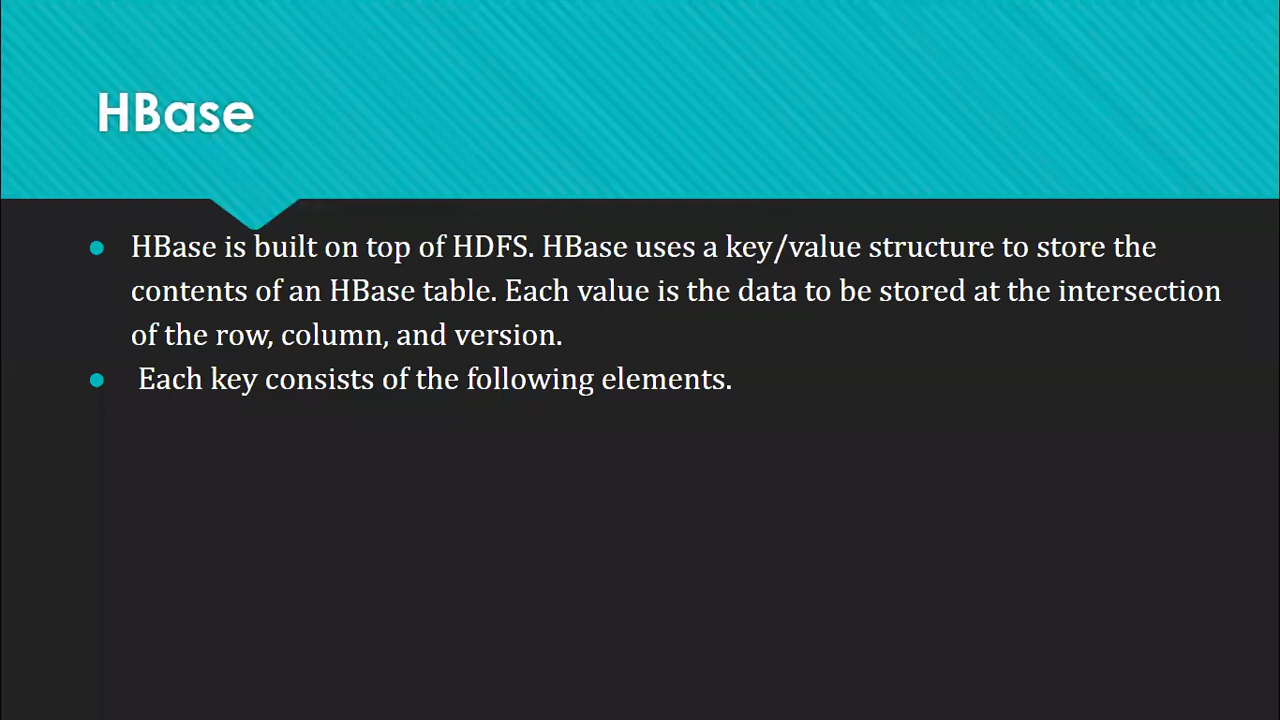 HBase
HBase is built on top of HDFS. HBase uses a key/value structure to store the
contents of an HBase table. Each value is the data to be stored at the intersection
of the row, column, and version.
Each key consists of the following elements.